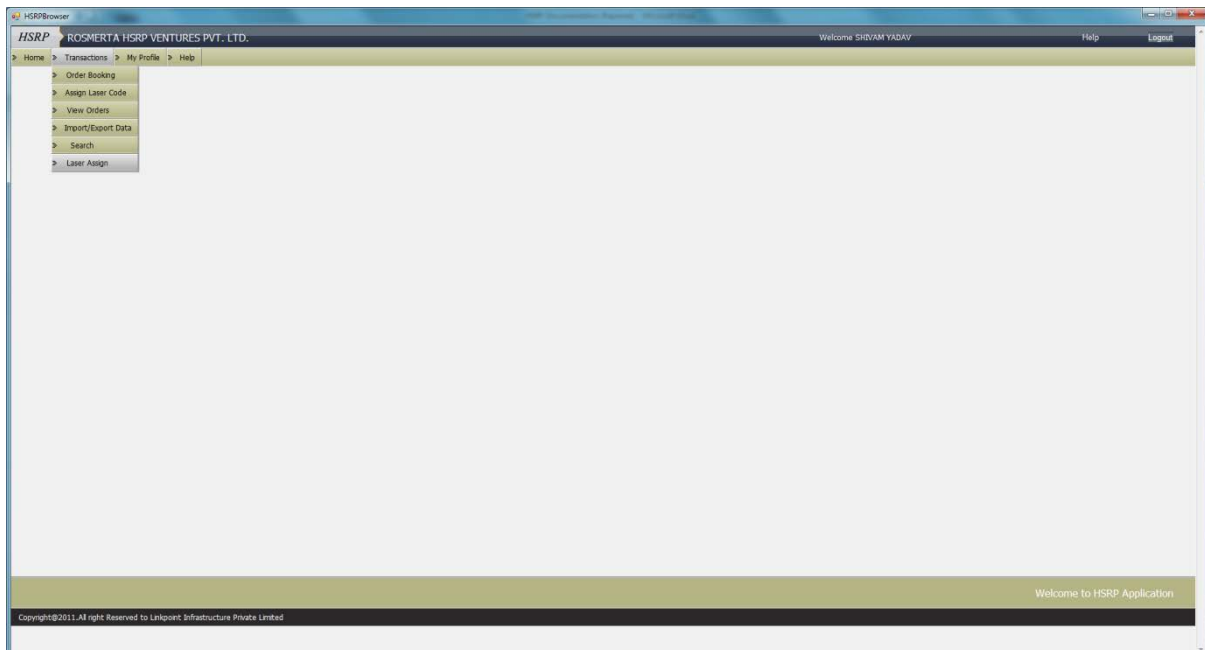 HSRPBrowser
HSRP ROSMERTA HSRP VENTURES PVT. LTD. Welcome SHIVAM YADAV Help Logout
Home Transactions My Profile Help
Order Booking
Assign Laser Code
View Orders
Import/Export Data
Search
Laser Assign
Welcome to HSRP Application
Copyright@2011.All right Reserved to Linkpoint Infrastructure Private Limited